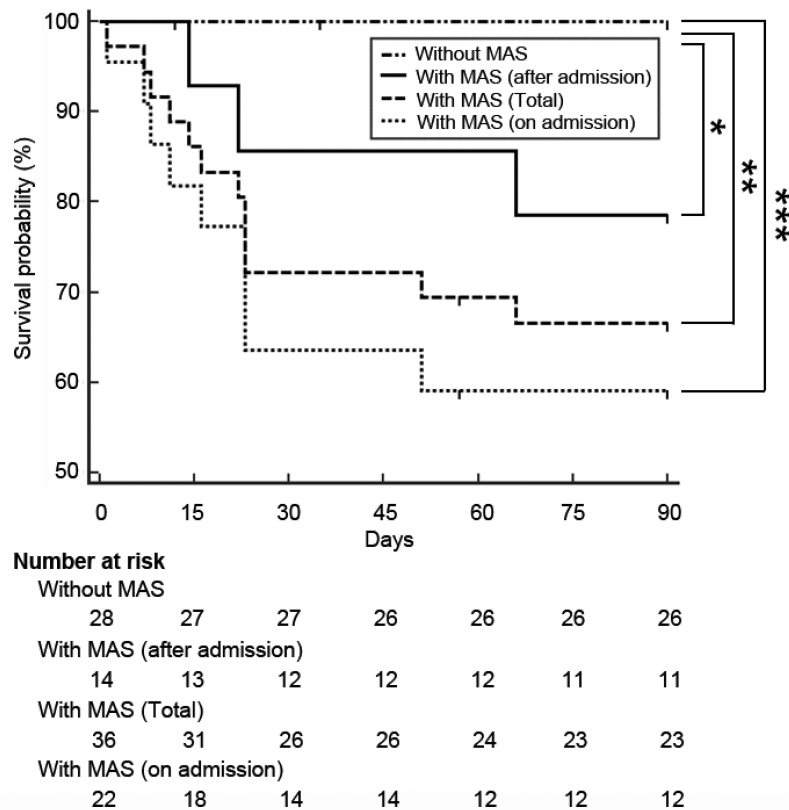 Survival probability (%)
100
90
80
70
60
50
Without MAS
With MAS (after admission)
With MAS (Total)
With MAS (on admission)
*
**
***
0 15 30 45 60 75 90
Days
Number at risk
Without MAS
28 27 27 26 26 26 26
With MAS (after admission)
14 13 12 12 12 11 11
With MAS (Total)
36 31 26 26 24 23 23
With MAS (on admission)
22 18 14 14 12 12 12